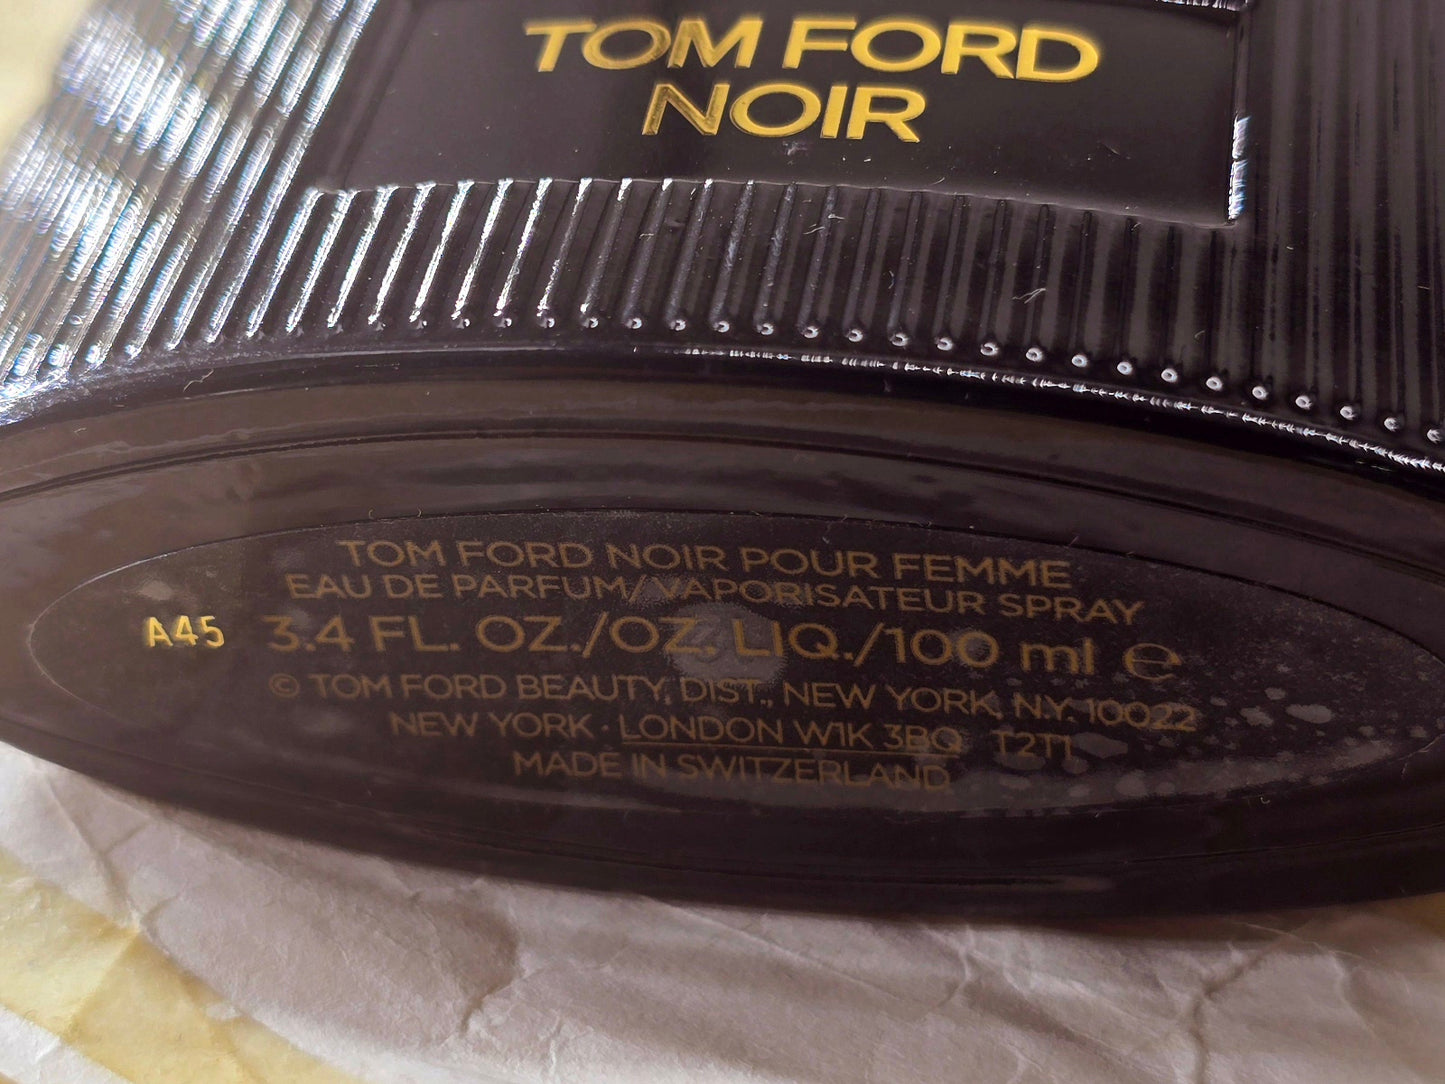 TOM FORD
NOIR
TOM FORD NOIR POUR FEMME
EAU DE PARFUM/VAPORISATEUR SPRAY
A45 3.4 FL. OZ./OZ. LIQ./100 ml ℮
© TOM FORD BEAUTY, DIST., NEW YORK, N.Y. 10022
NEW YORK · LONDON W1K 3BQ T2T1
MADE IN SWITZERLAND